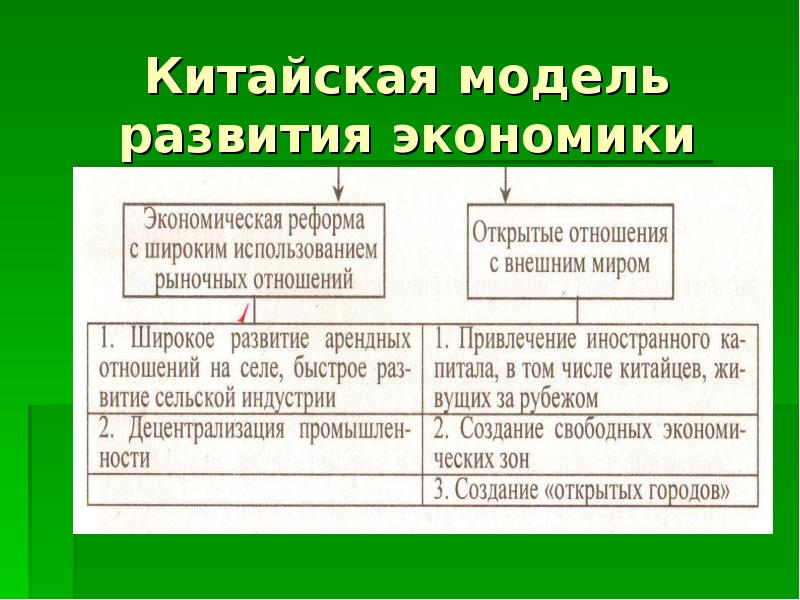 Китайская модель
развития экономики
Экономическая реформа
с широким использованием
рыночных отношений
Открытые отношения
с внешним миром
1. Широкое развитие арендных
отношений на селе, быстрое раз-
витие сельской индустрии
1. Привлечение иностранного ка-
питала, в том числе китайцев, жи-
вущих за рубежом
2. Децентрализация промышлен-
ности
2. Создание свободных экономи-
ческих зон
3. Создание «открытых городов»